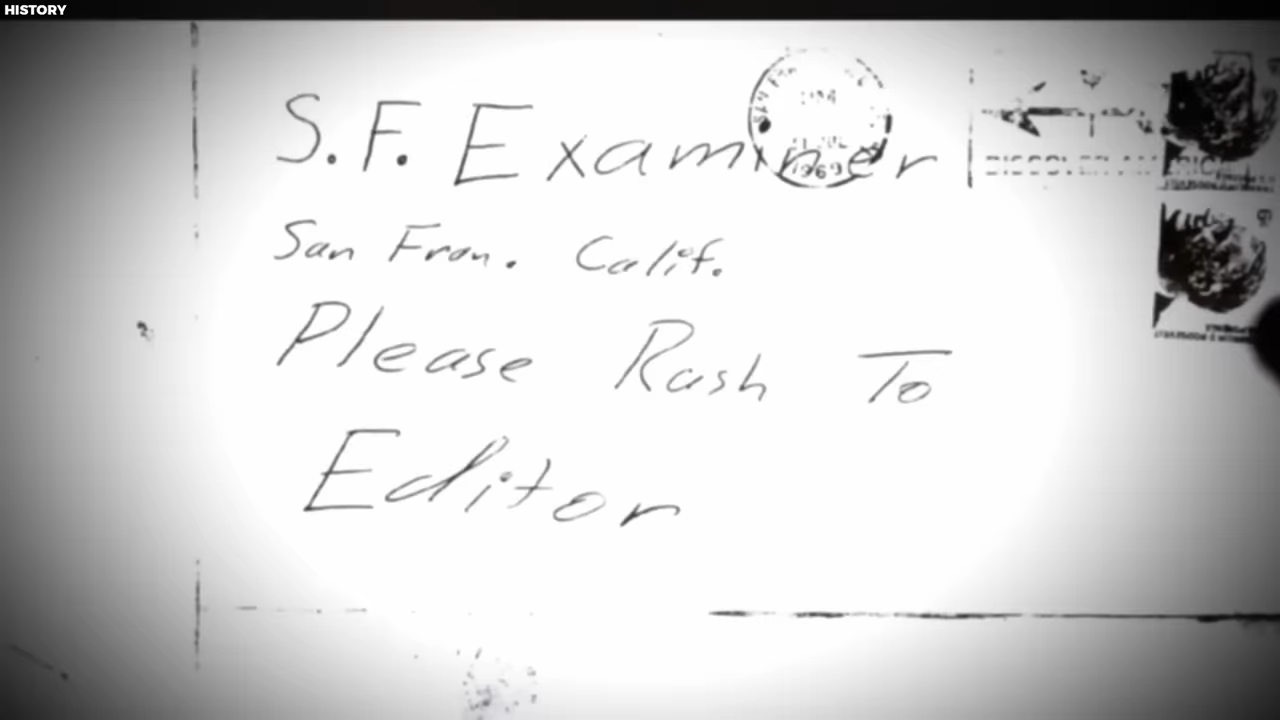 HISTORY
S.F. Examiner
San Fran. Calif.
Please Rush To
Editor
1969